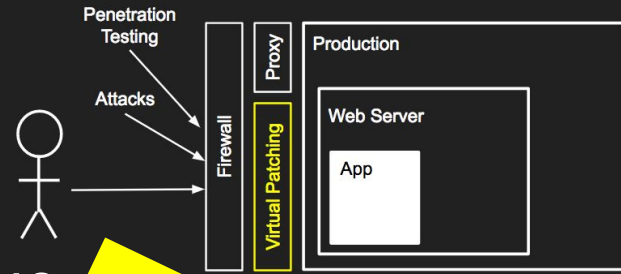 Penetration
Testing
Attacks
Firewall
Proxy
Virtual Patching
Production
Web Server
App